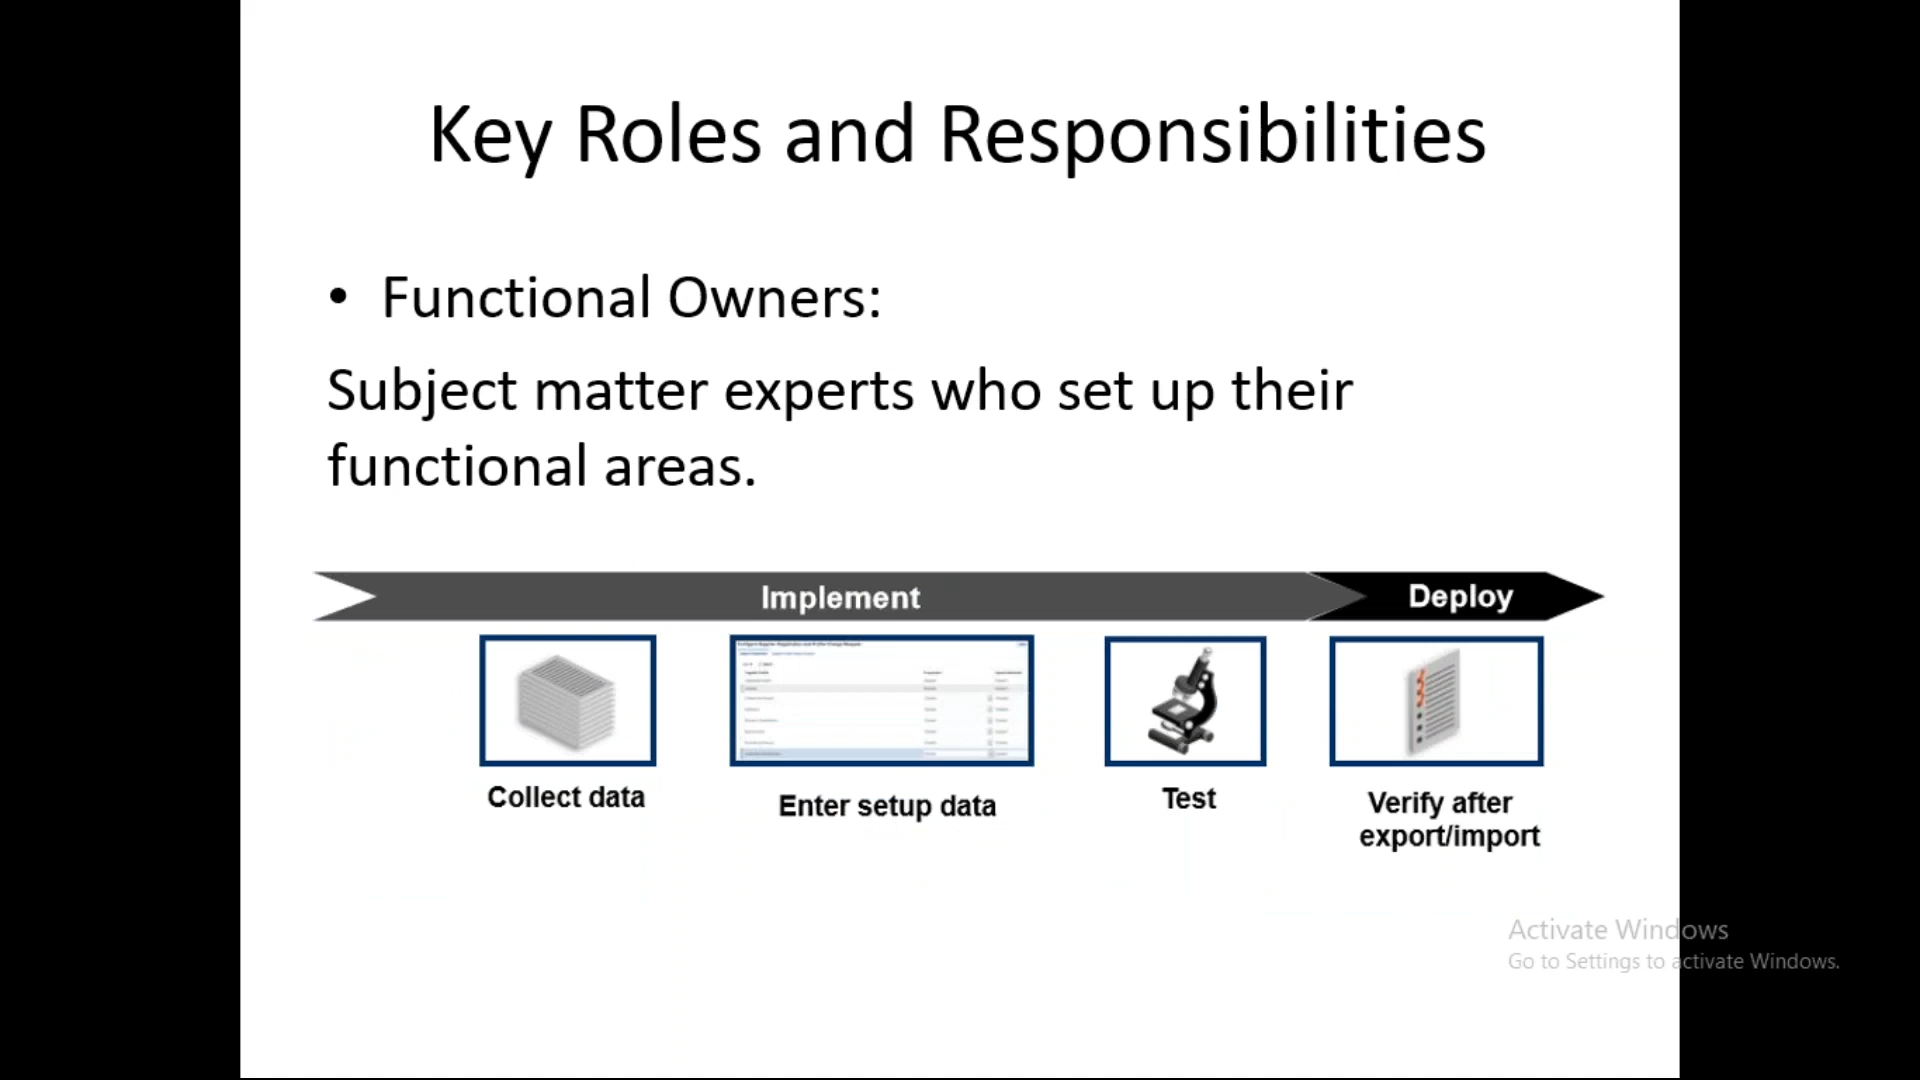 Key Roles and Responsibilities
• Functional Owners:
Subject matter experts who set up their
functional areas.
Implement
Deploy
Collect data
Enter setup data
Test
Verify after
export/import
Activate Windows
Go to Settings to activate Windows.